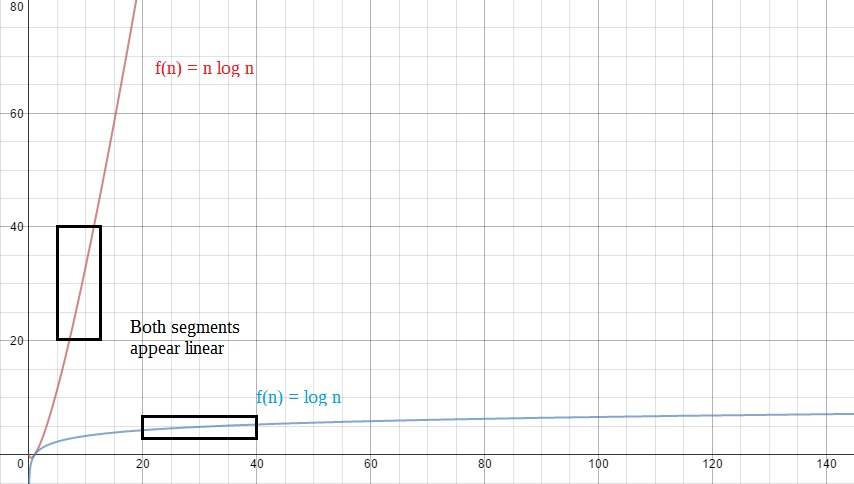 80
f(n) = n log n
60
40
Both segments
appear linear
20
f(n) = log n
0 20 40 60 80 100 120 140